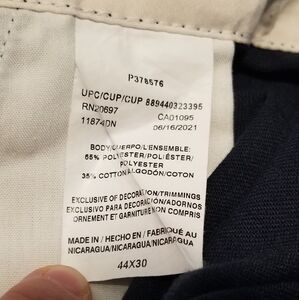 P378576
UPC/CUP/CUP 889440323395
RN20697 CA01095
11874DN 06/16/2021
BODY/CUERPO/L'ENSEMBLE:
65% POLYESTER/POLIÉSTER/
POLYESTER
35% COTTON/ALGODÓN/COTON
EXCLUSIVE OF DECORATION/TRIMMINGS
EXCLUSIVO PARA DECORACIÓN/ADORNOS
ORNEMENT ET GARNITURE NON COMPRIS
MADE IN / HECHO EN / FABRIQUÉ AU
NICARAGUA/NICARAGUA/NICARAGUA
44X30